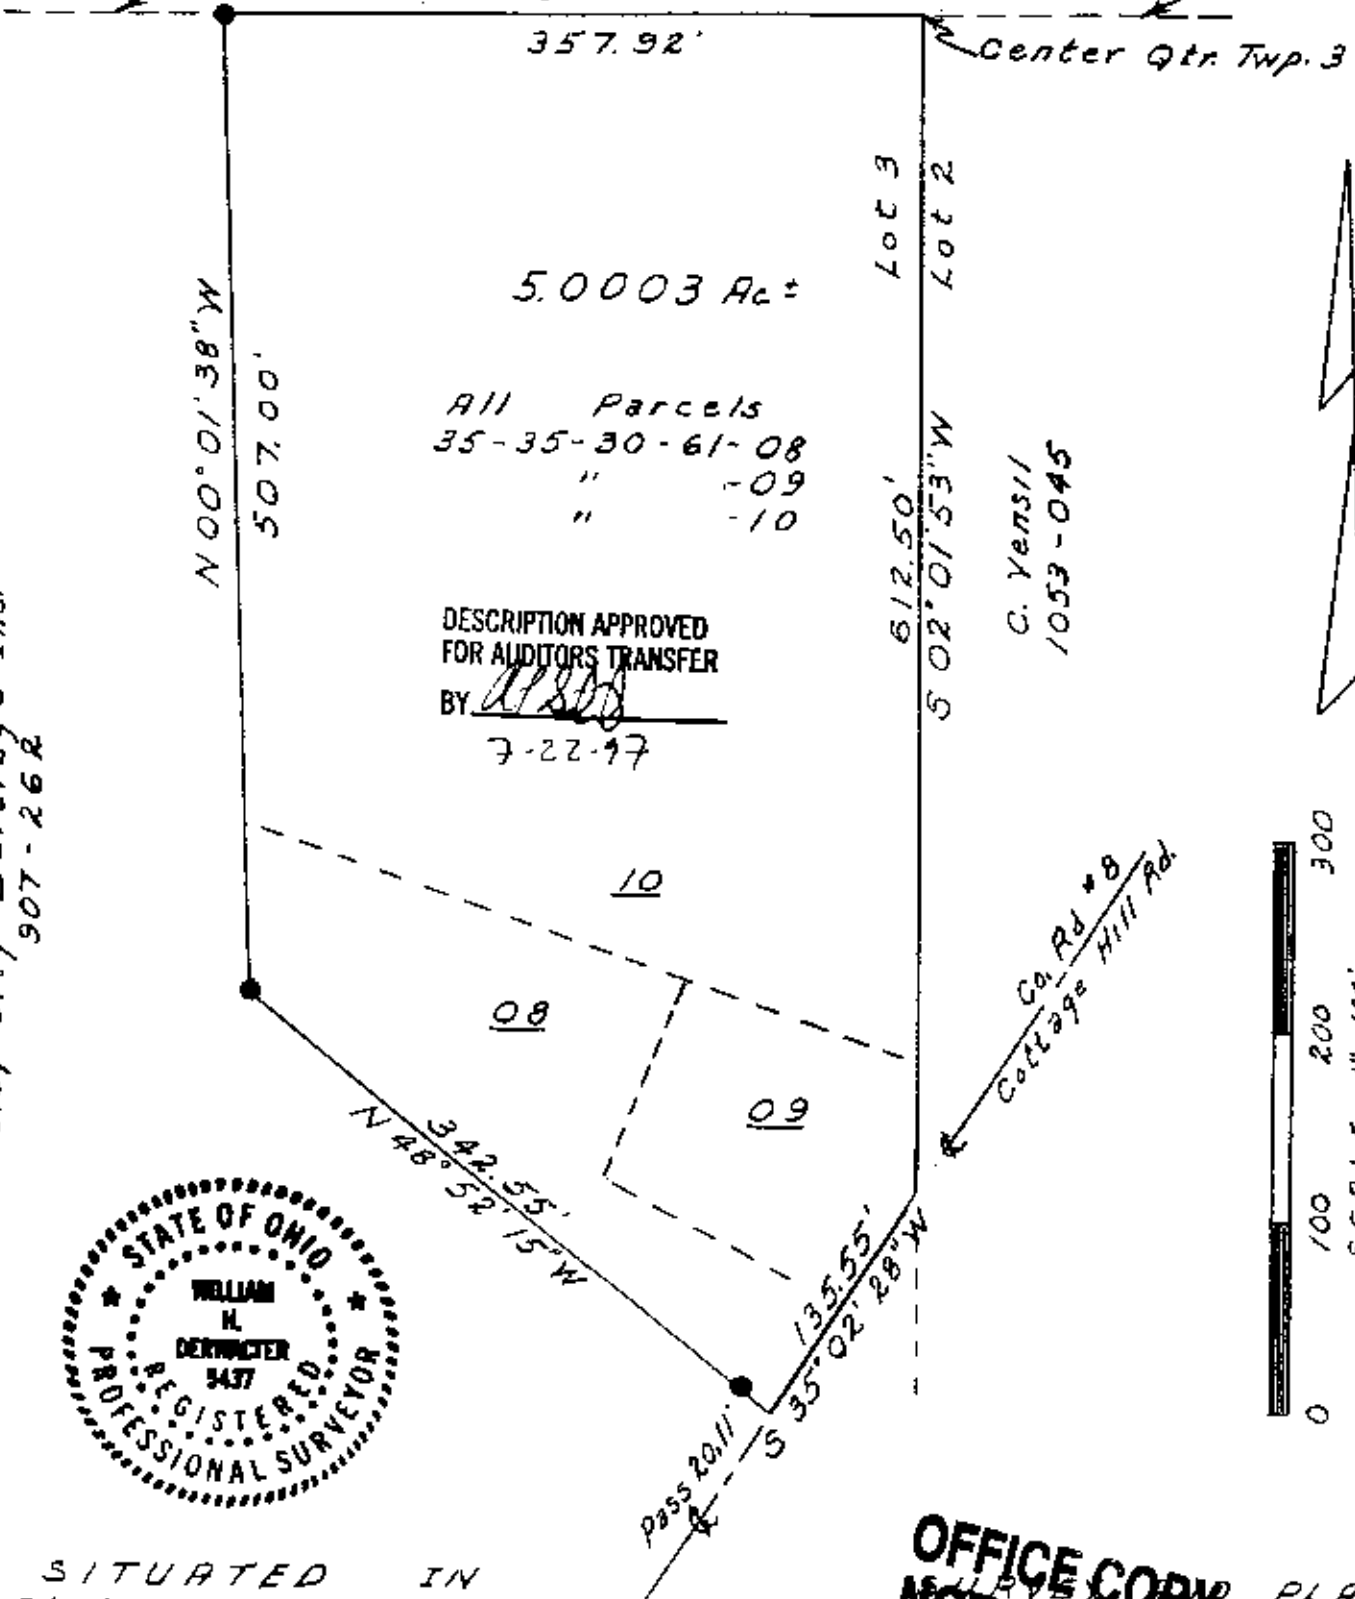 357.92'
Center Qtr. Twp. 3
Lot 3
Lot 2
5.0003 Ac ±
N 00° 01' 38" W
507.00'
All Parcels
35-35-30-61-08
" -09
" -10
612.50'
S 02° 01' 53" W
C. Yensil
1053-045
DESCRIPTION APPROVED
FOR AUDITORS TRANSFER
BY
7-22-97
907-262
10
08
09
Co. Rd #8
Cottage Hill Rd.
342.55'
N 48° 52' 15" W
135.55'
S 35° 02' 28" W
Pass 20.11'
300
200
100
0
STATE OF OHIO
WILLIAM
H.
5437
REGISTERED
PROFESSIONAL SURVEYOR
SITUATED IN
OFFICE COPY